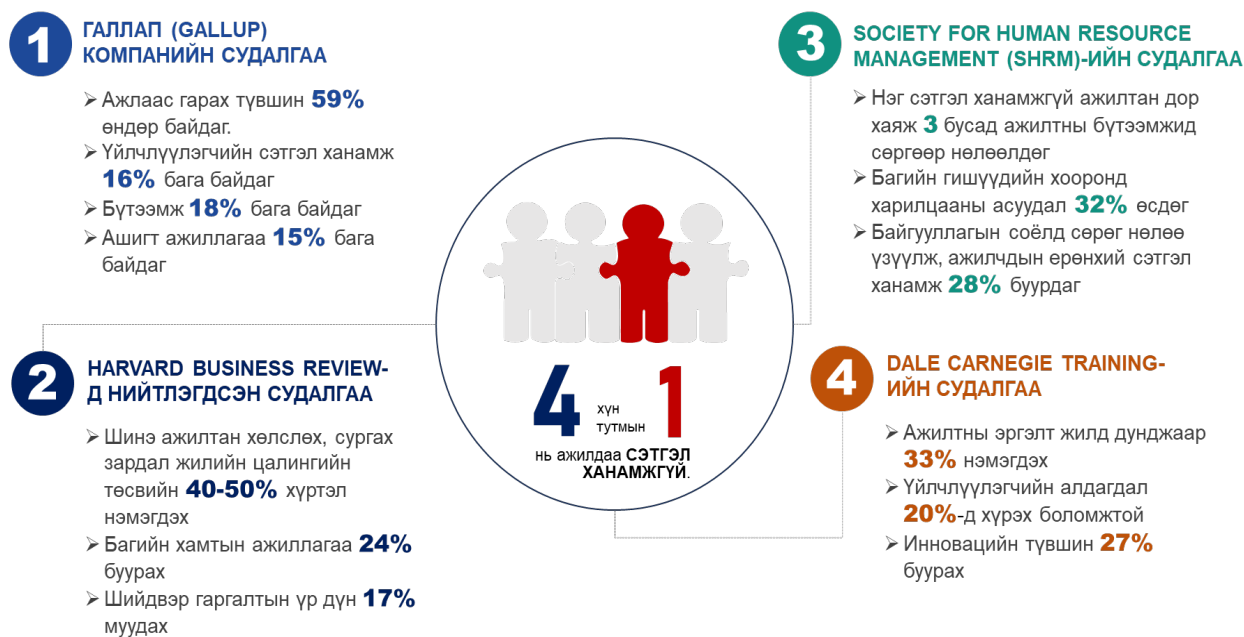 1
ГАЛЛАП (GALLUP)
КОМПАНИЙН СУДАЛГАА
➢ Ажлаас гарах түвшин 59%
өндөр байдаг.
➢ Үйлчлүүлэгчийн сэтгэл ханамж
16% бага байдаг
➢ Бүтээмж 18% бага байдаг
➢ Ашигт ажиллагаа 15% бага
байдаг
2
HARVARD BUSINESS REVIEW-
Д НИЙТЛЭГДСЭН СУДАЛГАА
➢ Шинэ ажилтан хөлслөх, сургах
зардал жилийн цалингийн
төсвийн 40-50% хүртэл
нэмэгдэх
➢ Багийн хамтын ажиллагаа 24%
буурах
➢ Шийдвэр гаргалтын үр дүн 17%
муудах
4 хүн
тутмын 1
нь ажилдаа СЭТГЭЛ
ХАНАМЖГҮЙ.
3
SOCIETY FOR HUMAN RESOURCE
MANAGEMENT (SHRM)-ИЙН СУДАЛГАА
➢ Нэг сэтгэл ханамжгүй ажилтан дор
хаяж 3 бусад ажилтны бүтээмжид
сөргөөр нөлөөлдөг
➢ Багийн гишүүдийн хооронд
харилцааны асуудал 32% өсдөг
➢ Байгууллагын соёлд сөрөг нөлөө
үзүүлж, ажилчдын ерөнхий сэтгэл
ханамж 28% буурдаг
4
DALE CARNEGIE TRAINING-
ИЙН СУДАЛГАА
➢ Ажилтны эргэлт жилд дунджаар
33% нэмэгдэх
➢ Үйлчлүүлэгчийн алдагдал
20%-д хүрэх боломжтой
➢ Инновацийн түвшин 27%
буурах